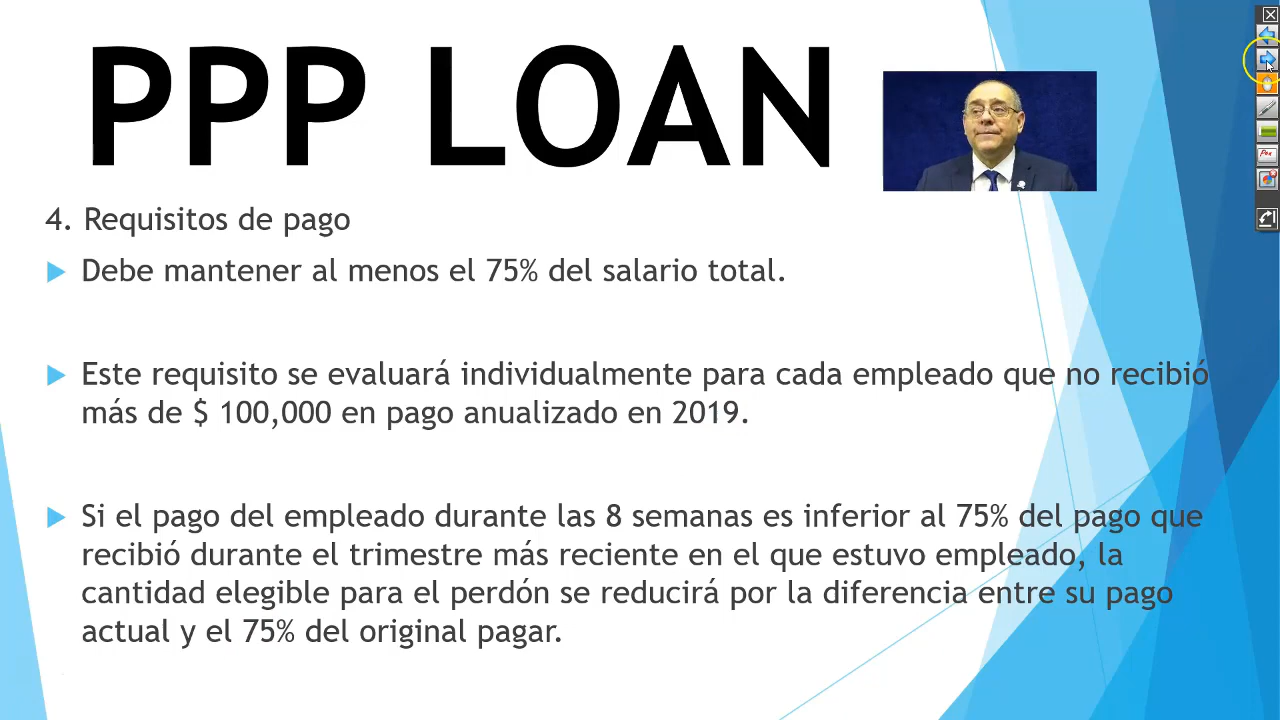 PPP LOAN
4. Requisitos de pago
Debe mantener al menos el 75% del salario total.
Este requisito se evaluará individualmente para cada empleado que no recibió
más de $ 100,000 en pago anualizado en 2019.
Si el pago del empleado durante las 8 semanas es inferior al 75% del pago que
recibió durante el trimestre más reciente en el que estuvo empleado, la
cantidad elegible para el perdón se reducirá por la diferencia entre su pago
actual y el 75% del original pagar.